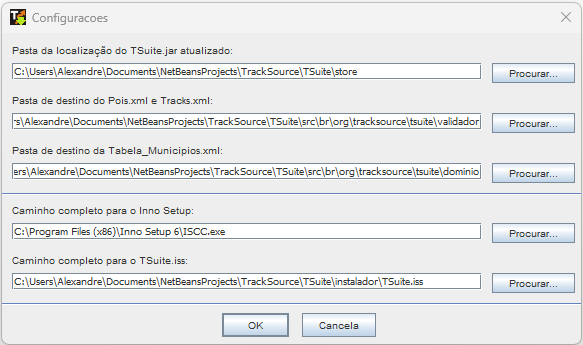 Configuracoes
Pasta da localização do TSuite.jar atualizado:
C:\Users\Alexandre\Documents\NetBeansProjects\TrackSource\TSuite\store
Procurar...
Pasta de destino do Pois.xml e Tracks.xml:
rs\Alexandre\Documents\NetBeansProjects\TrackSource\TSuite\src\br\org\tracksource\tsuite\validador
Procurar...
Pasta de destino da Tabela_Municipios.xml:
ers\Alexandre\Documents\NetBeansProjects\TrackSource\TSuite\src\br\org\tracksource\tsuite\dominio
Procurar...
Caminho completo para o Inno Setup:
C:\Program Files (x86)\Inno Setup 6\ISCC.exe
Procurar...
Caminho completo para o TSuite.iss:
C:\Users\Alexandre\Documents\NetBeansProjects\TrackSource\TSuite\instalador\TSuite.iss
Procurar...
OK
Cancela